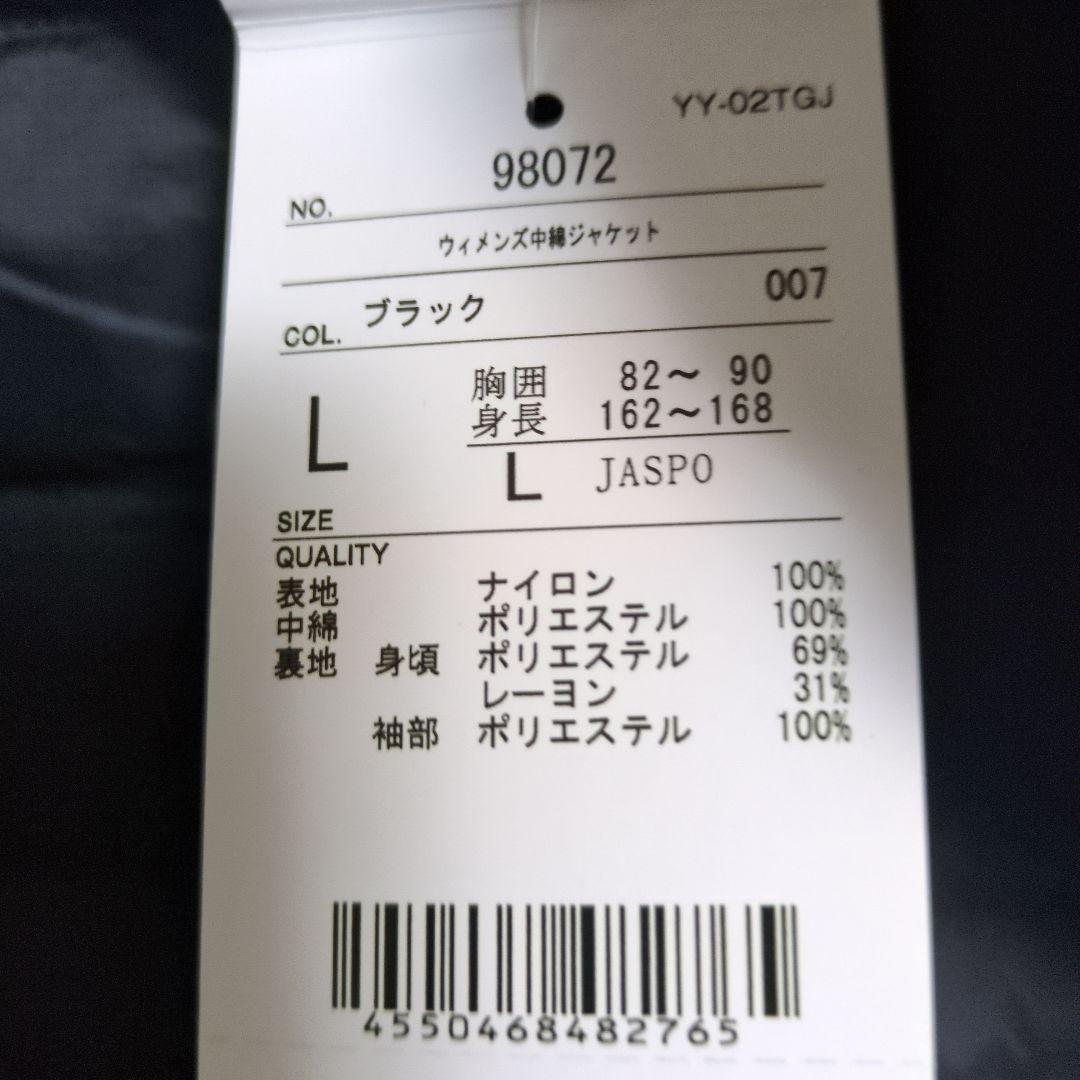 YY-02TGJ
NO. 98072
ウィメンズ中綿ジャケット
COL. ブラック 007
胸囲 82～ 90
身長 162～168
L
L JASPO
SIZE
QUALITY
表地 ナイロン 100%
中綿 ポリエステル 100%
裏地 身頃 ポリエステル 69%
レーヨン 31%
袖部 ポリエステル 100%
4550468482765